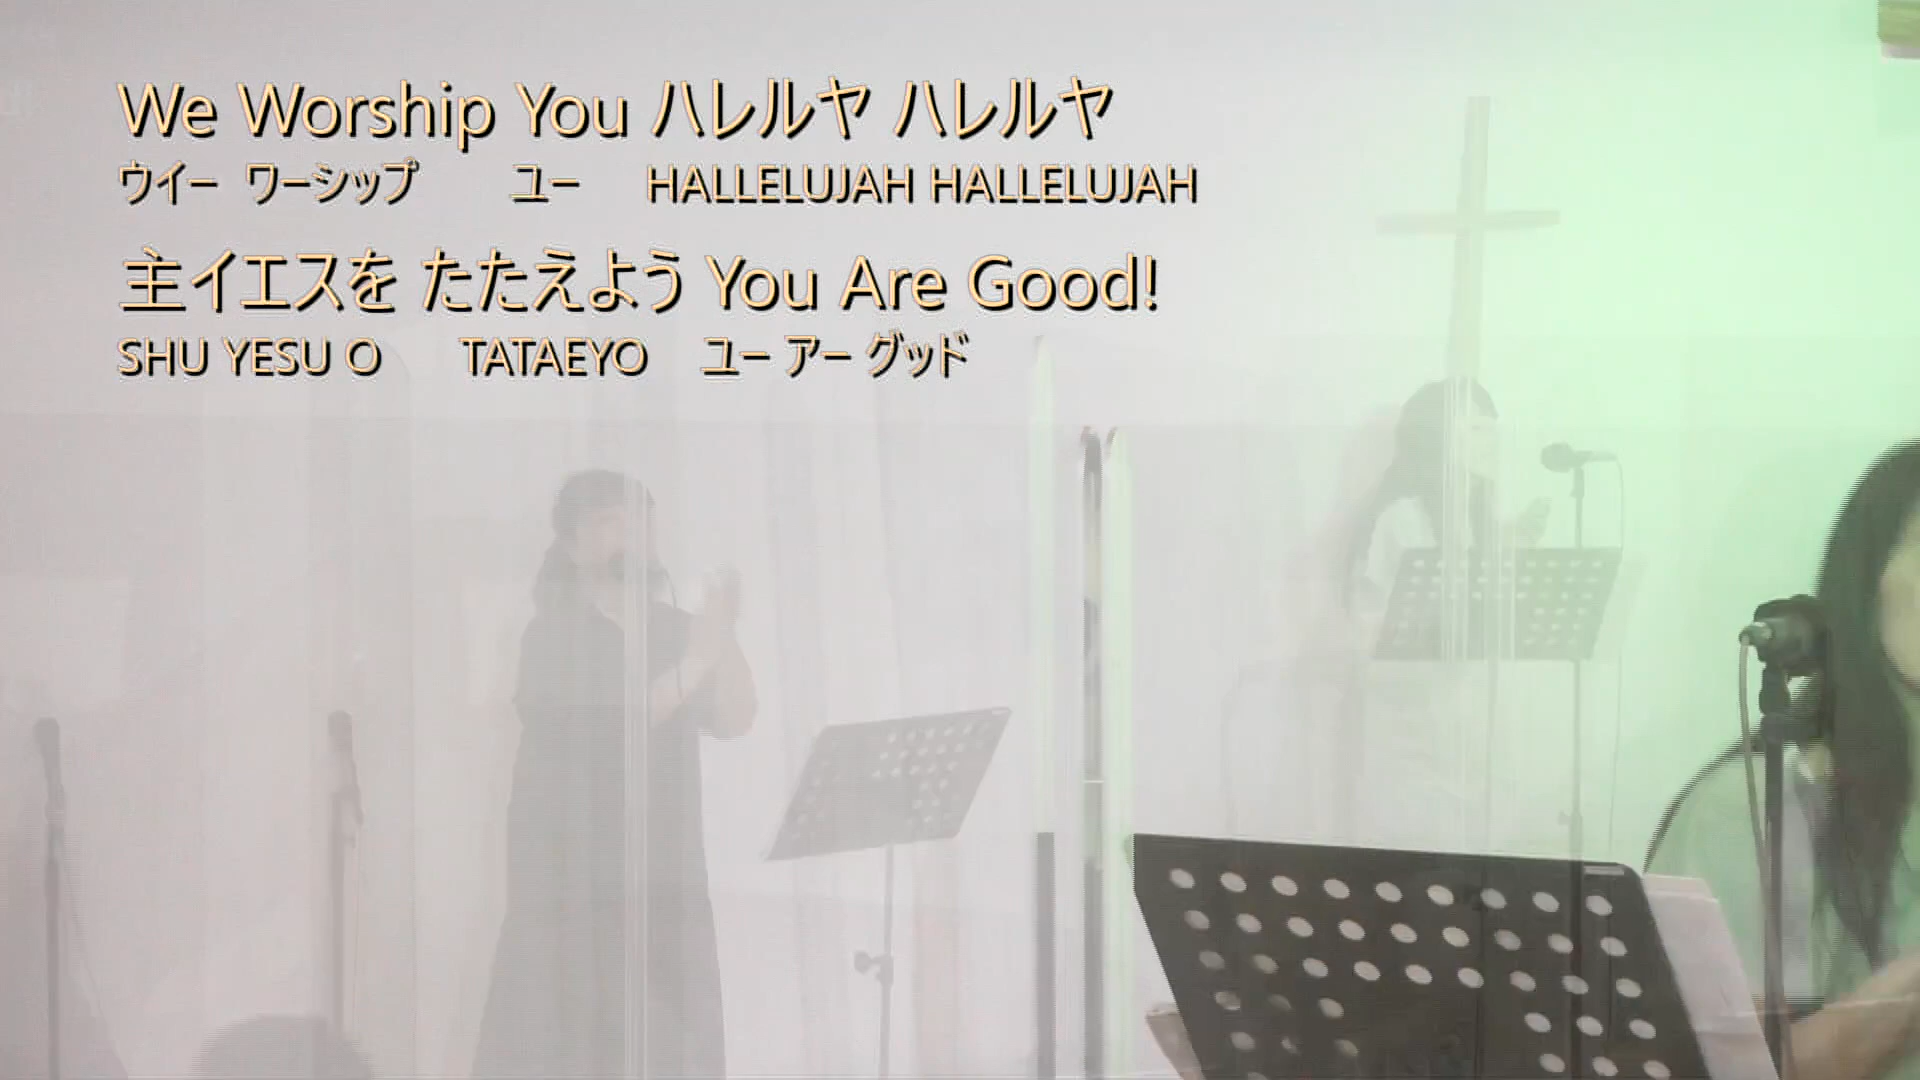 We Worship You ハレルヤ ハレルヤ
ウイー ワーシップ ユー HALLELUJAH HALLELUJAH
主イエスを たたえよう You Are Good!
SHU YESU O TATAEYO ユー アー グッド